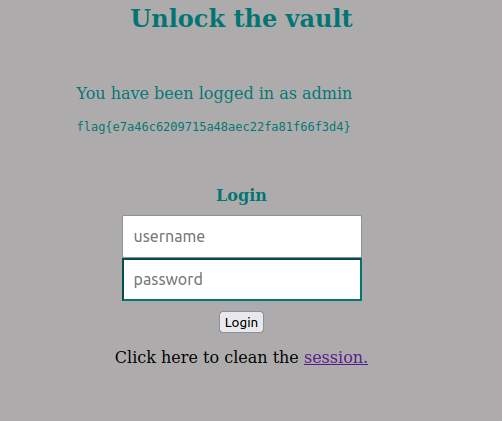 Unlock the vault
You have been logged in as admin
flag{e7a46c6209715a48aec22fa81f66f3d4}
Login
username
password
Login
Click here to clean the session.